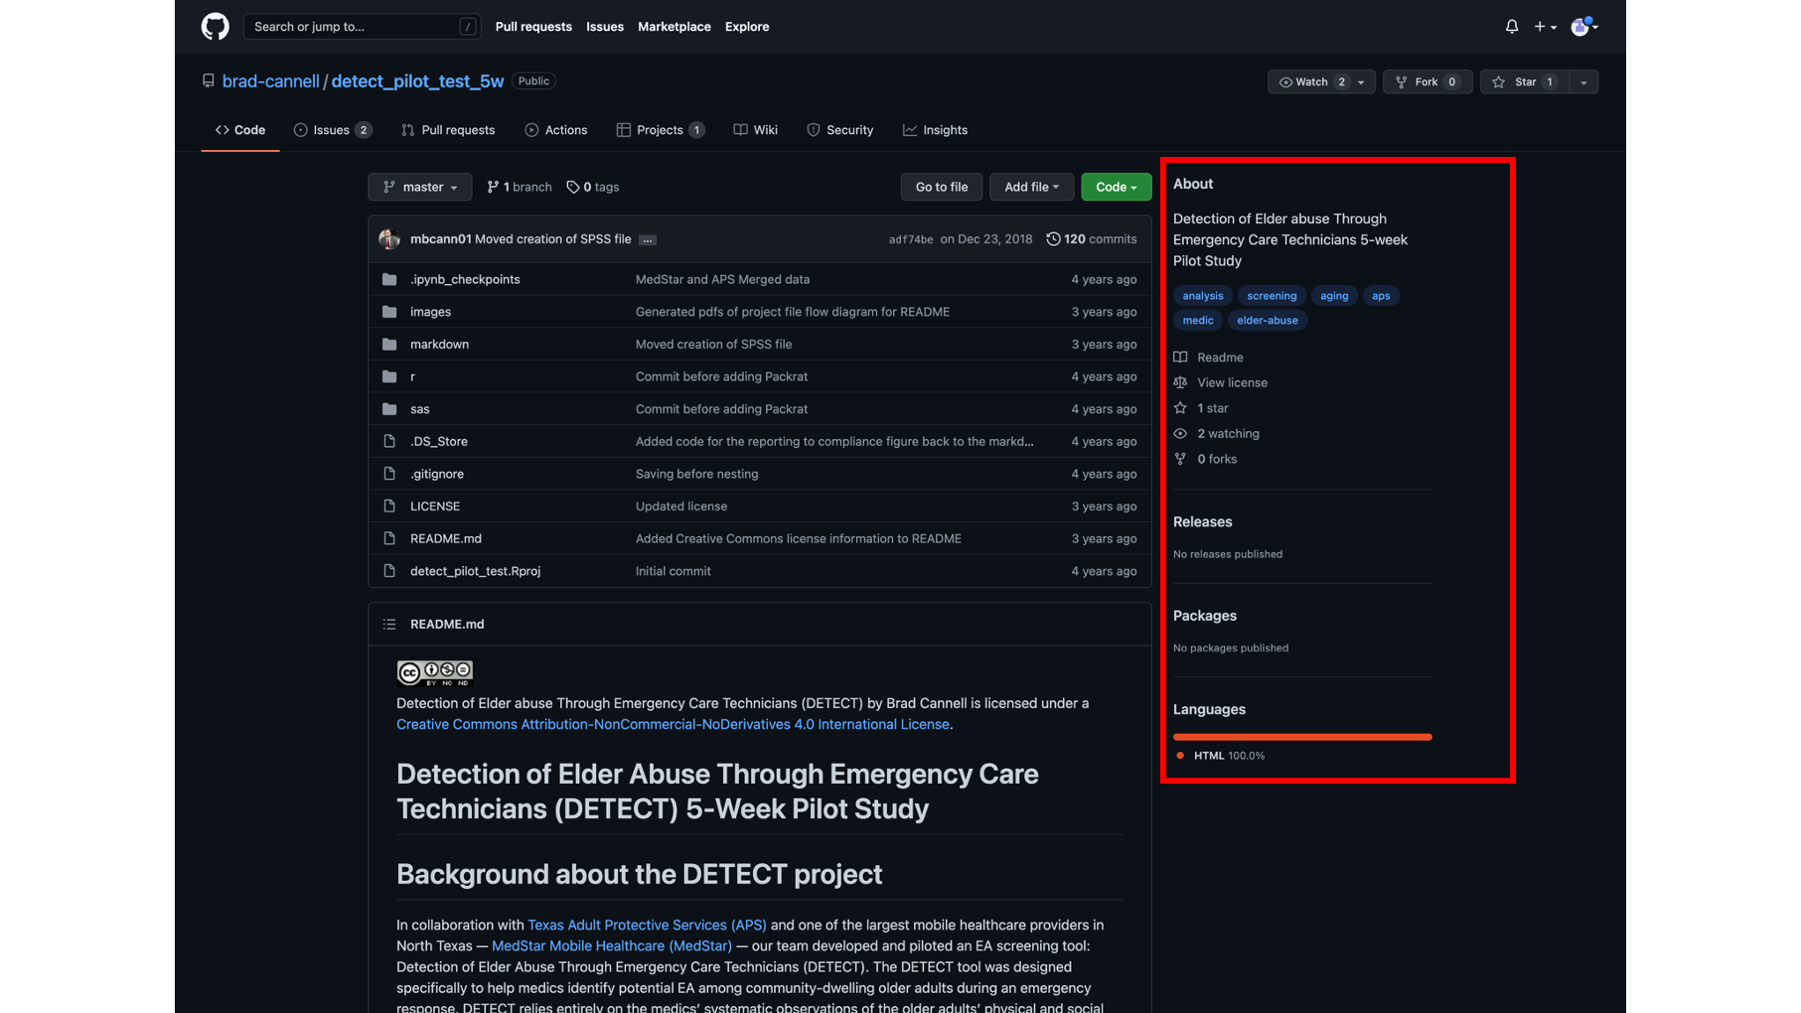 Search or jump to... /
Pull requests Issues Marketplace Explore
brad-cannell / detect_pilot_test_5w Public
Watch 2 Fork 0 Star 1
Code Issues 2 Pull requests Actions Projects 1 Wiki Security Insights
master 1 branch 0 tags Go to file Add file Code
mbcann01 Moved creation of SPSS file ... adf74be on Dec 23, 2018 120 commits
.ipynb_checkpoints MedStar and APS Merged data 4 years ago
images Generated pdfs of project file flow diagram for README 3 years ago
markdown Moved creation of SPSS file 3 years ago
r Commit before adding Packrat 4 years ago
sas Commit before adding Packrat 4 years ago
.DS_Store Added code for the reporting to compliance figure back to the markd... 4 years ago
.gitignore Saving before nesting 4 years ago
LICENSE Updated license 3 years ago
README.md Added Creative Commons license information to README 3 years ago
detect_pilot_test.Rproj Initial commit 4 years ago
README.md
cc BY NC ND
Detection of Elder abuse Through Emergency Care Technicians (DETECT) by Brad Cannell is licensed under a
Creative Commons Attribution-NonCommercial-NoDerivatives 4.0 International License.
Detection of Elder Abuse Through Emergency Care
Technicians (DETECT) 5-Week Pilot Study
Background about the DETECT project
In collaboration with Texas Adult Protective Services (APS) and one of the largest mobile healthcare providers in
North Texas — MedStar Mobile Healthcare (MedStar) — our team developed and piloted an EA screening tool:
Detection of Elder Abuse Through Emergency Care Technicians (DETECT). The DETECT tool was designed
specifically to help medics identify potential EA among community-dwelling older adults during an emergency
response. DETECT relies entirely on the medics' systematic observations of the older adults' physical and social
About
Detection of Elder abuse Through
Emergency Care Technicians 5-week
Pilot Study
analysis screening aging aps
medic elder-abuse
Readme
View license
1 star
2 watching
0 forks
Releases
No releases published
Packages
No packages published
Languages
HTML 100.0%